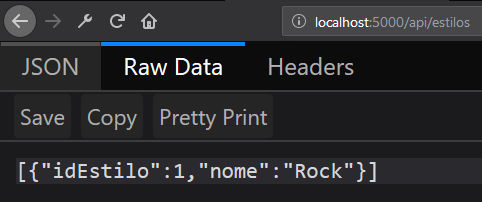 localhost:5000/api/estilos
JSON Raw Data Headers
Save Copy Pretty Print
[{"idEstilo":1,"nome":"Rock"}]